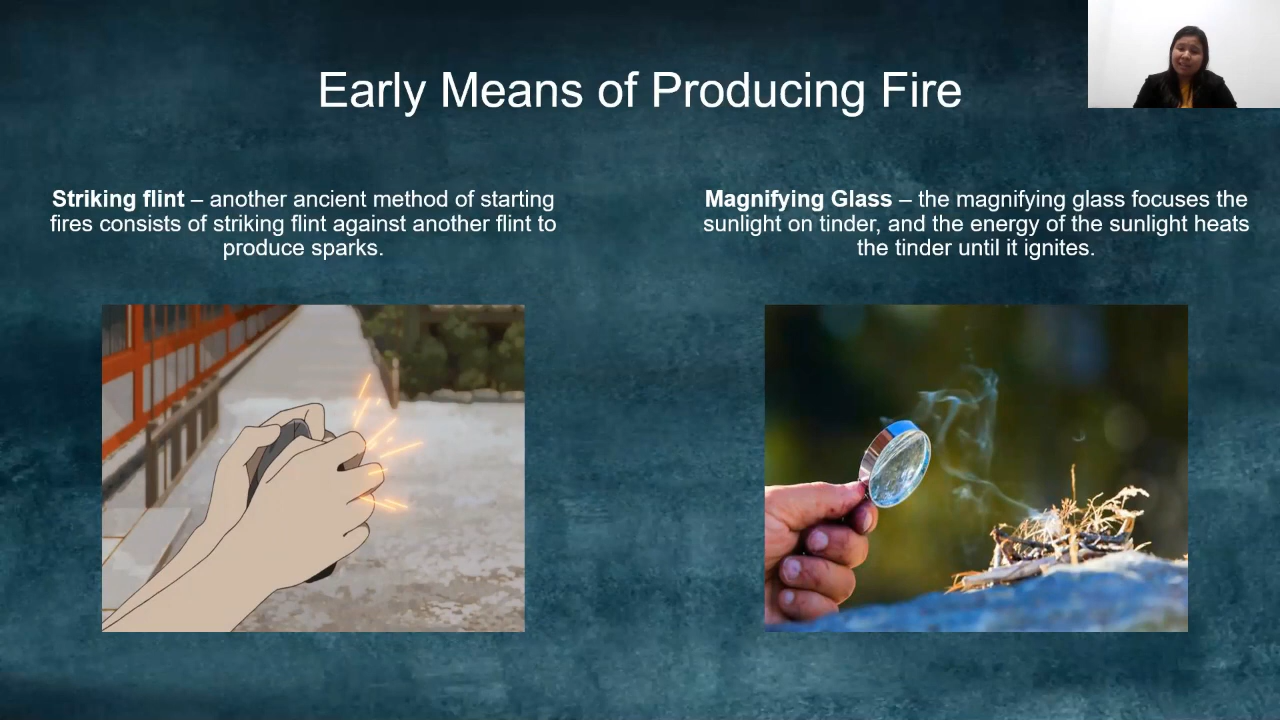 Early Means of Producing Fire
Striking flint – another ancient method of starting
fires consists of striking flint against another flint to
produce sparks.
Magnifying Glass – the magnifying glass focuses the
sunlight on tinder, and the energy of the sunlight heats
the tinder until it ignites.